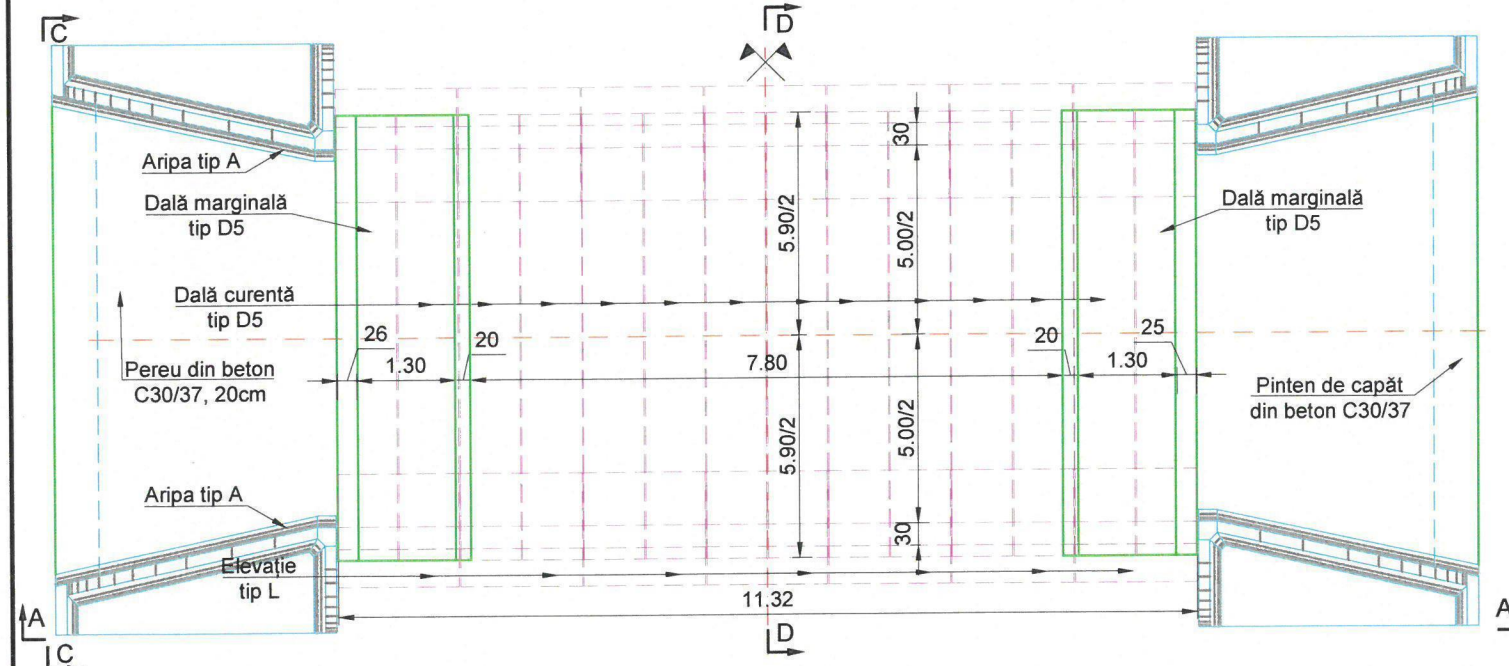 C
D
Aripa tip A
Dală marginală
tip D5
Dală marginală
tip D5
30
5.90/2
5.00/2
Dală curentă
tip D5
26
20
20
25
1.30
7.80
1.30
Pereu din beton
C30/37, 20cm
Pinten de capăt
din beton C30/37
5.90/2
5.00/2
Aripa tip A
30
Elevație
tip L
11.32
A
D
A
C